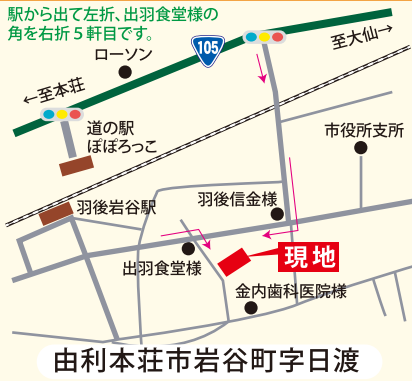 駅から出て左折、出羽食堂様の
角を右折5軒目です。
ローソン
105
至大仙→
←至本荘
道の駅
ぽぽろっこ
市役所支所
羽後信金様
羽後岩谷駅
出羽食堂様
現地
金内歯科医院様
由利本荘市岩谷町字日渡